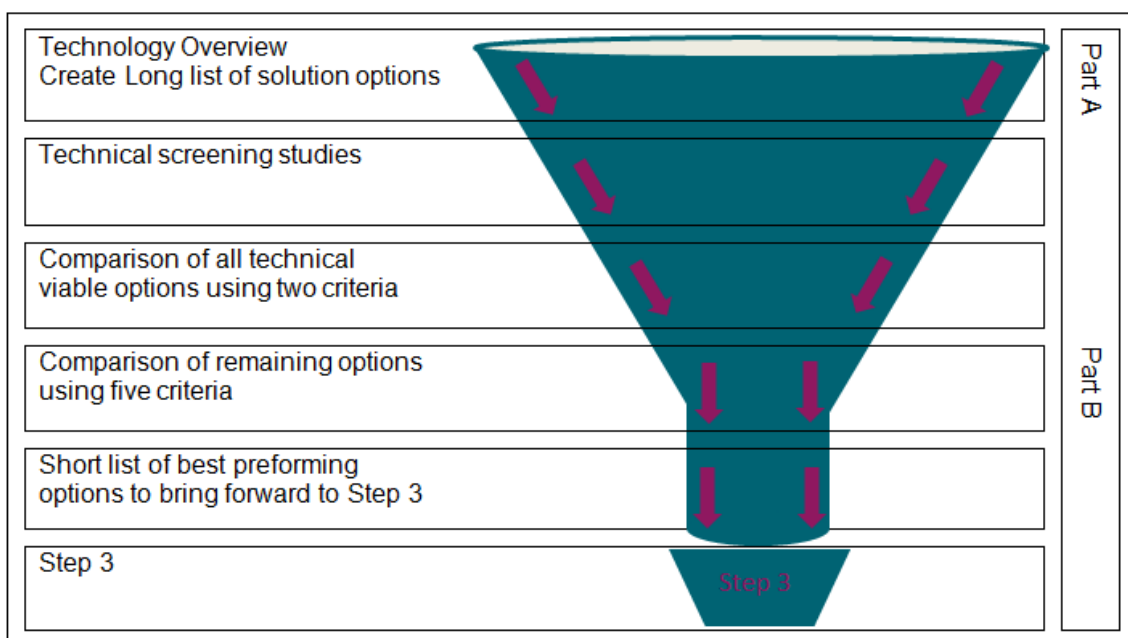 Technology Overview
Create Long list of solution options
Technical screening studies
Comparison of all technical
viable options using two criteria
Comparison of remaining options
using five criteria
Short list of best preforming
options to bring forward to Step 3
Step 3
Step 3
Part A
Part B